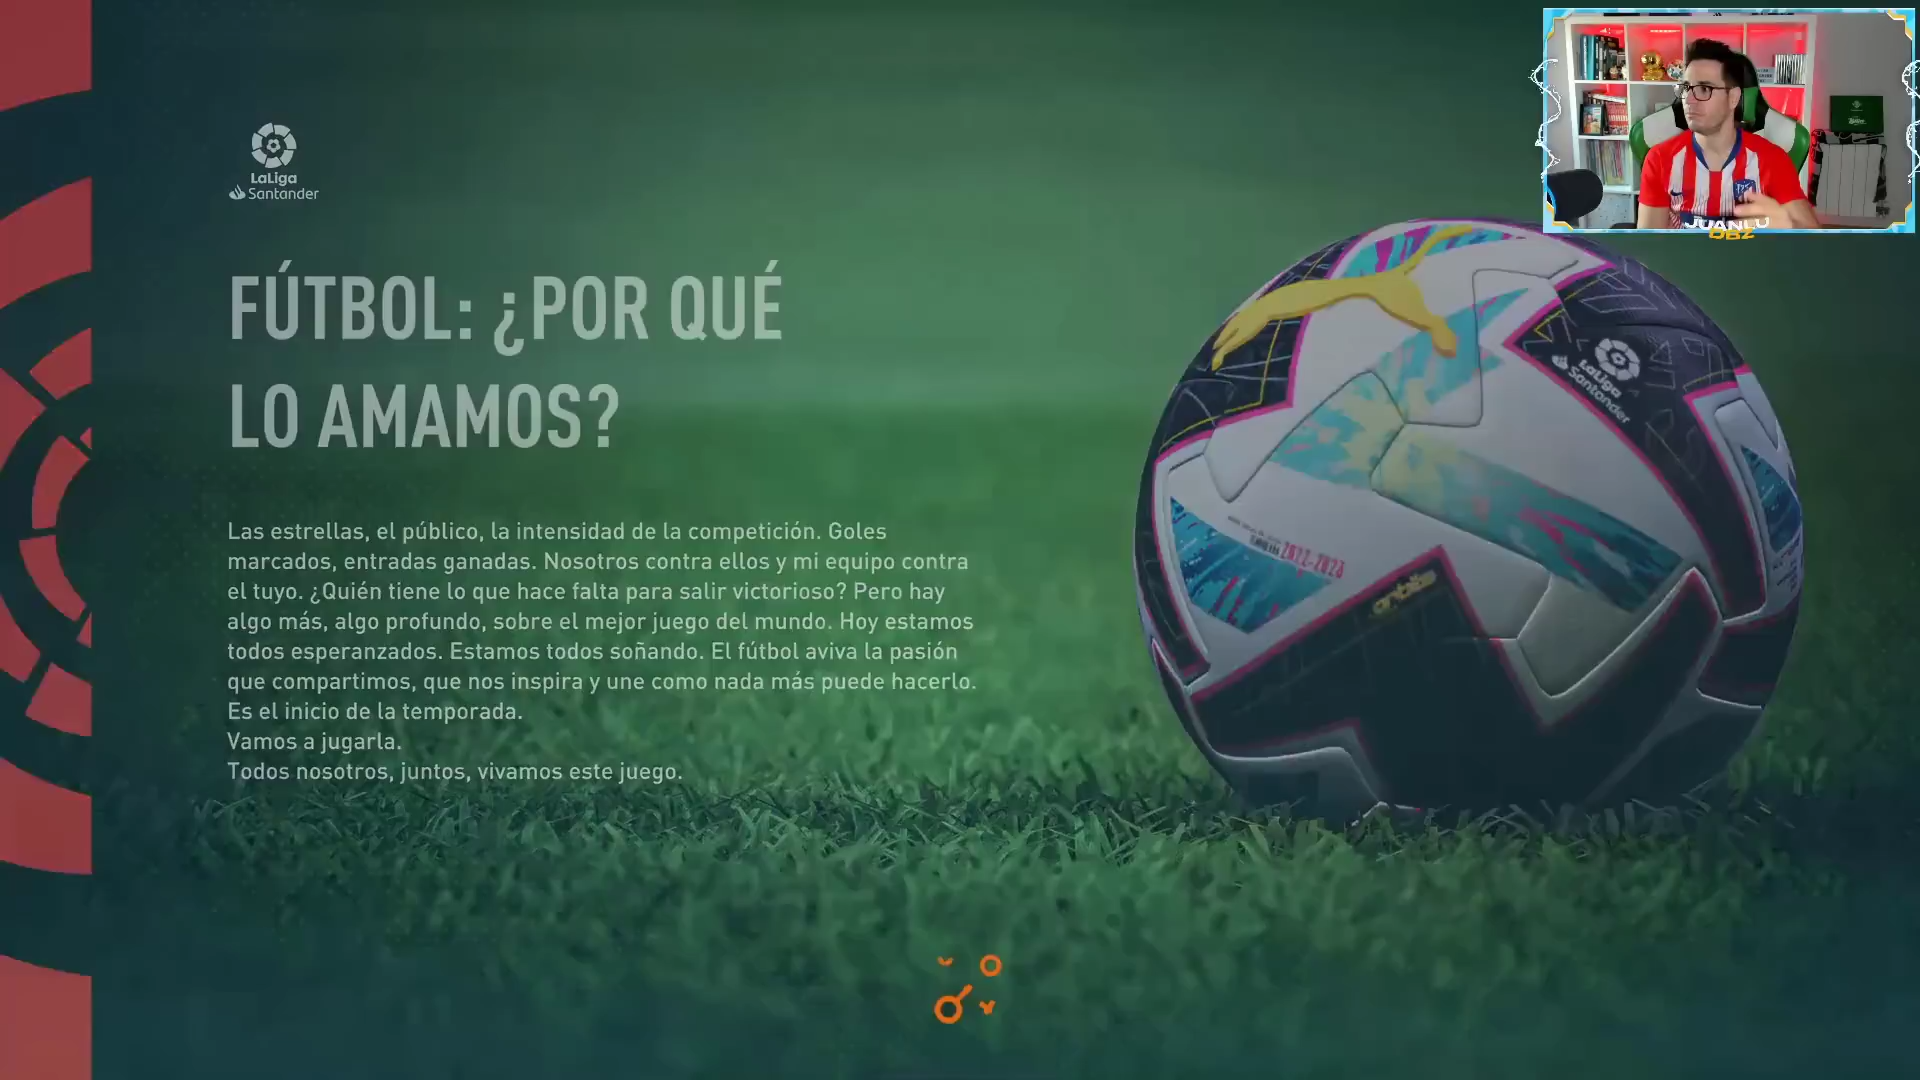 LaLiga
Santander
FÚTBOL: ¿POR QUÉ
LO AMAMOS?
Las estrellas, el público, la intensidad de la competición. Goles
marcados, entradas ganadas. Nosotros contra ellos y mi equipo contra
el tuyo. ¿Quién tiene lo que hace falta para salir victorioso? Pero hay
algo más, algo profundo, sobre el mejor juego del mundo. Hoy estamos
todos esperanzados. Estamos todos soñando. El fútbol aviva la pasión
que compartimos, que nos inspira y une como nada más puede hacerlo.
Es el inicio de la temporada.
Vamos a jugarla.
Todos nosotros, juntos, vivamos este juego.
LaLiga
Santander
2022-2023
orbita
JUANLU
DBZ